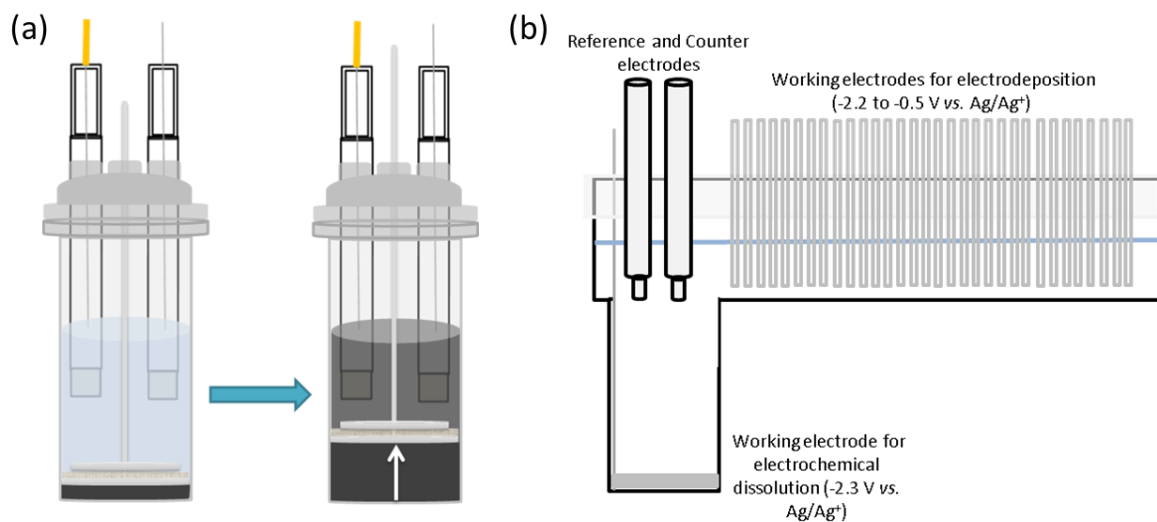 (a)
(b)
Reference and Counter
electrodes
Working electrodes for electrodeposition
(-2.2 to -0.5 V vs. Ag/Ag⁺)
Working electrode for
electrochemical
dissolution (-2.3 V vs.
Ag/Ag⁺)